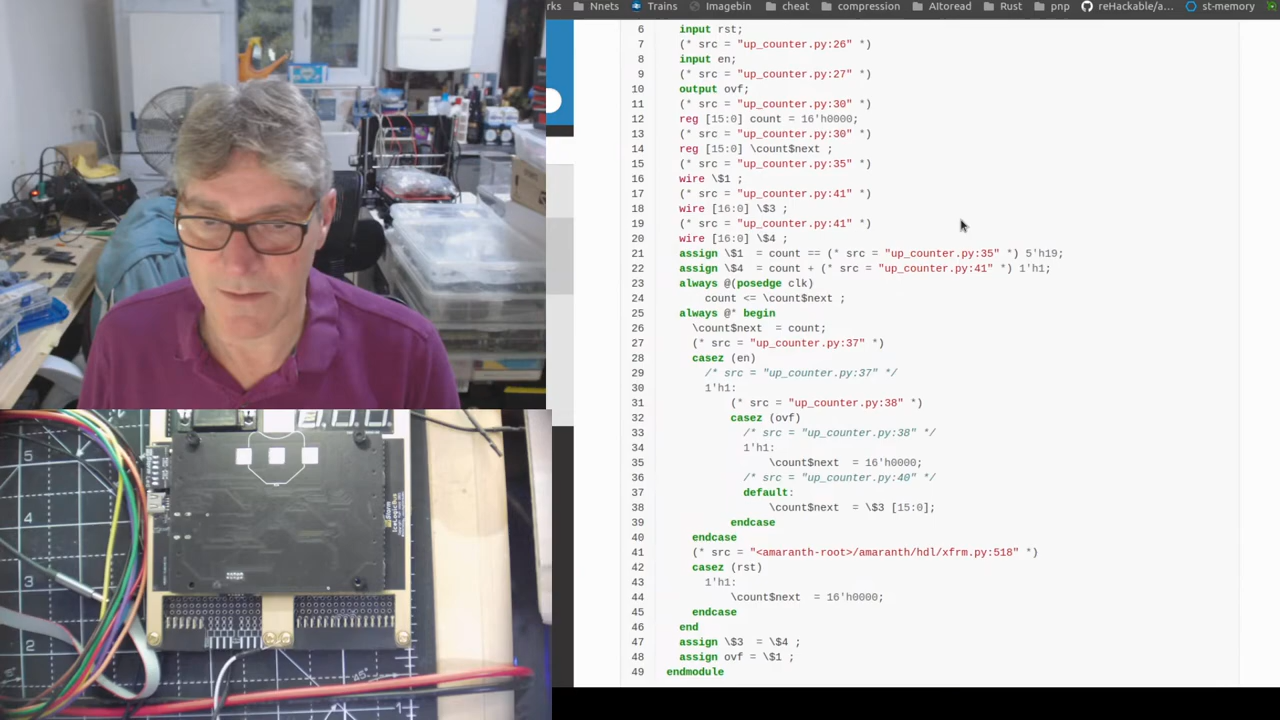 rks Nnets Trains Imagebin cheat compression AItoread Rust pnp reHackable/a... st-memory
6 input rst;
7 (* src = "up_counter.py:26" *)
8 input en;
9 (* src = "up_counter.py:27" *)
10 output ovf;
11 (* src = "up_counter.py:30" *)
12 reg [15:0] count = 16'h0000;
13 (* src = "up_counter.py:30" *)
14 reg [15:0] \count$next ;
15 (* src = "up_counter.py:35" *)
16 wire \$1 ;
17 (* src = "up_counter.py:41" *)
18 wire [16:0] \$3 ;
19 (* src = "up_counter.py:41" *)
20 wire [16:0] \$4 ;
21 assign \$1 = count == (* src = "up_counter.py:35" *) 5'h19;
22 assign \$4 = count + (* src = "up_counter.py:41" *) 1'h1;
23 always @(posedge clk)
24 count <= \count$next ;
25 always @* begin
26 \count$next = count;
27 (* src = "up_counter.py:37" *)
28 casez (en)
29 /* src = "up_counter.py:37" */
30 1'h1:
31 (* src = "up_counter.py:38" *)
32 casez (ovf)
33 /* src = "up_counter.py:38" */
34 1'h1:
35 \count$next = 16'h0000;
36 /* src = "up_counter.py:40" */
37 default:
38 \count$next = \$3 [15:0];
39 endcase
40 endcase
41 (* src = "<amaranth-root>/amaranth/hdl/xfrm.py:518" *)
42 casez (rst)
43 1'h1:
44 \count$next = 16'h0000;
45 endcase
46 end
47 assign \$3 = \$4 ;
48 assign ovf = \$1 ;
49 endmodule
5
4
3
2
1